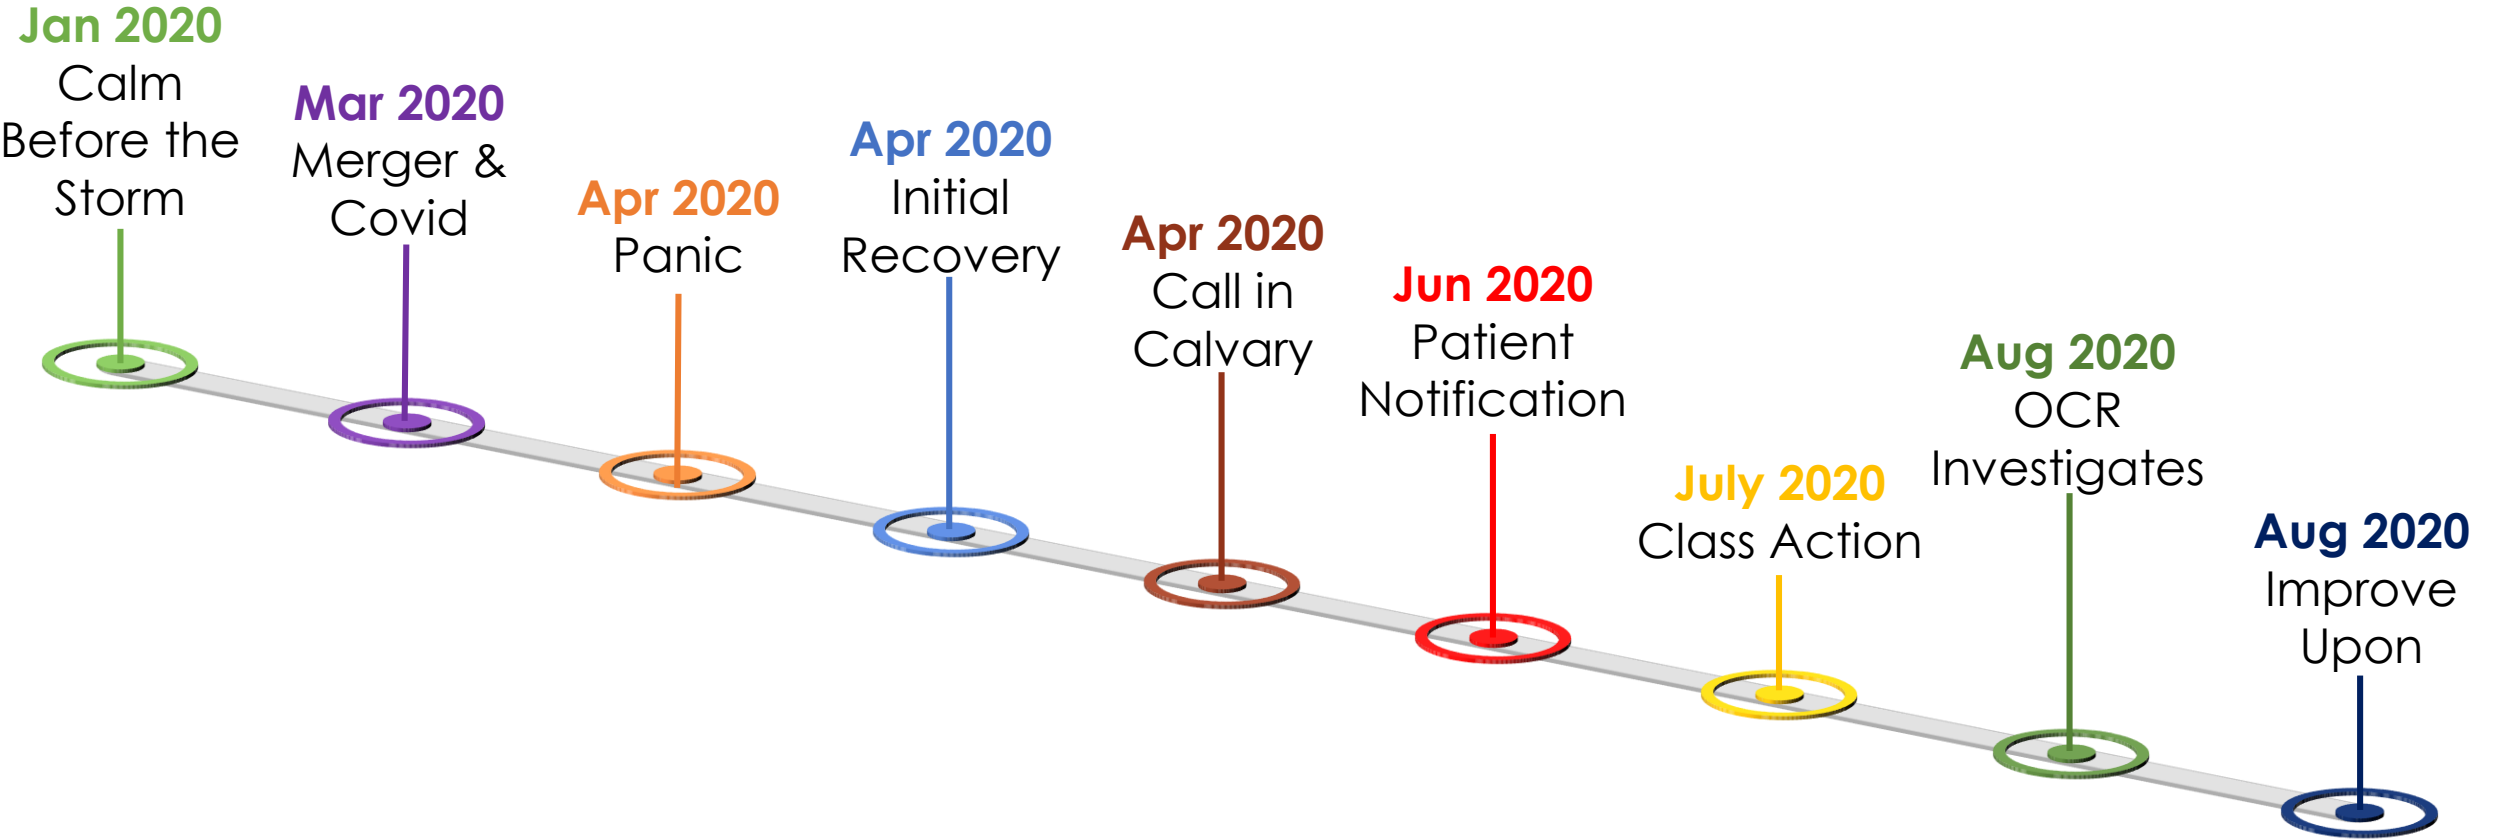 Jan 2020
Calm
Before the
Storm
Mar 2020
Merger &
Covid
Apr 2020
Panic
Apr 2020
Initial
Recovery
Apr 2020
Call in
Calvary
Jun 2020
Patient
Notification
July 2020
Class Action
Aug 2020
OCR
Investigates
Aug 2020
Improve
Upon